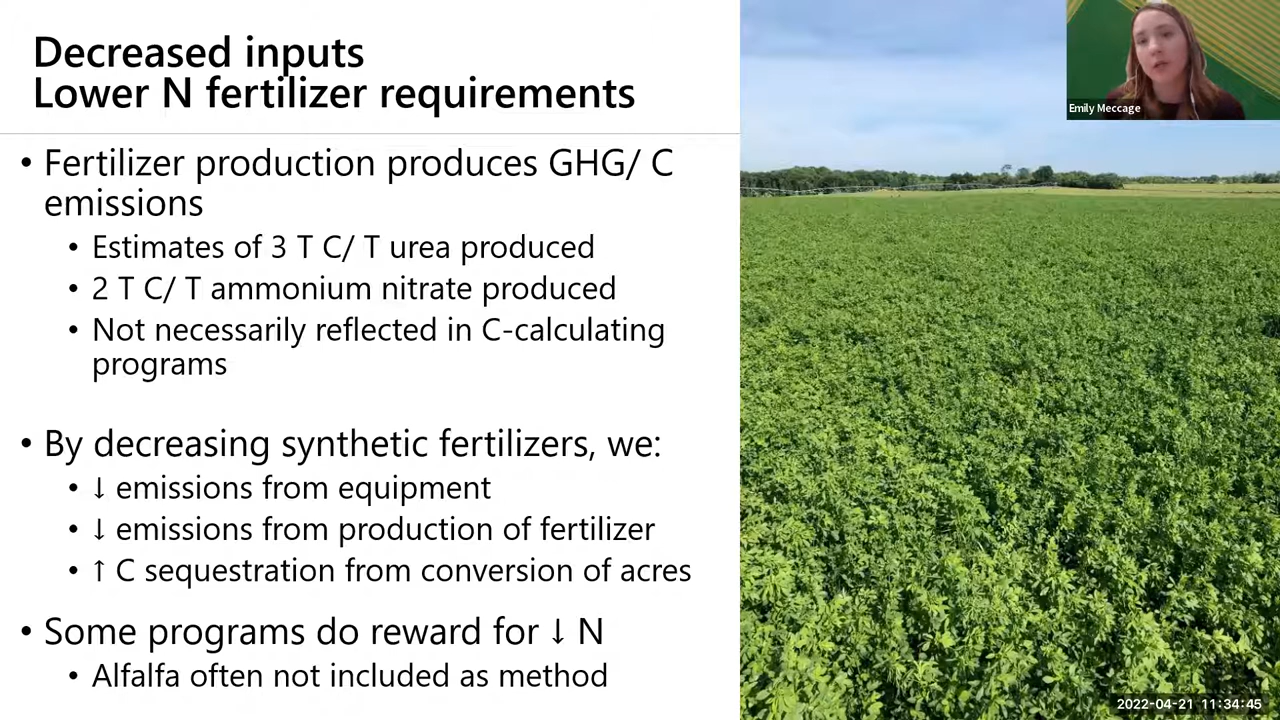 Decreased inputs
Lower N fertilizer requirements
• Fertilizer production produces GHG/ C
emissions
• Estimates of 3 T C/ T urea produced
• 2 T C/ T ammonium nitrate produced
• Not necessarily reflected in C-calculating
programs
• By decreasing synthetic fertilizers, we:
• ↓ emissions from equipment
• ↓ emissions from production of fertilizer
• ↑ C sequestration from conversion of acres
• Some programs do reward for ↓ N
• Alfalfa often not included as method
Emily Meccage
2022-04-21 11:34:45